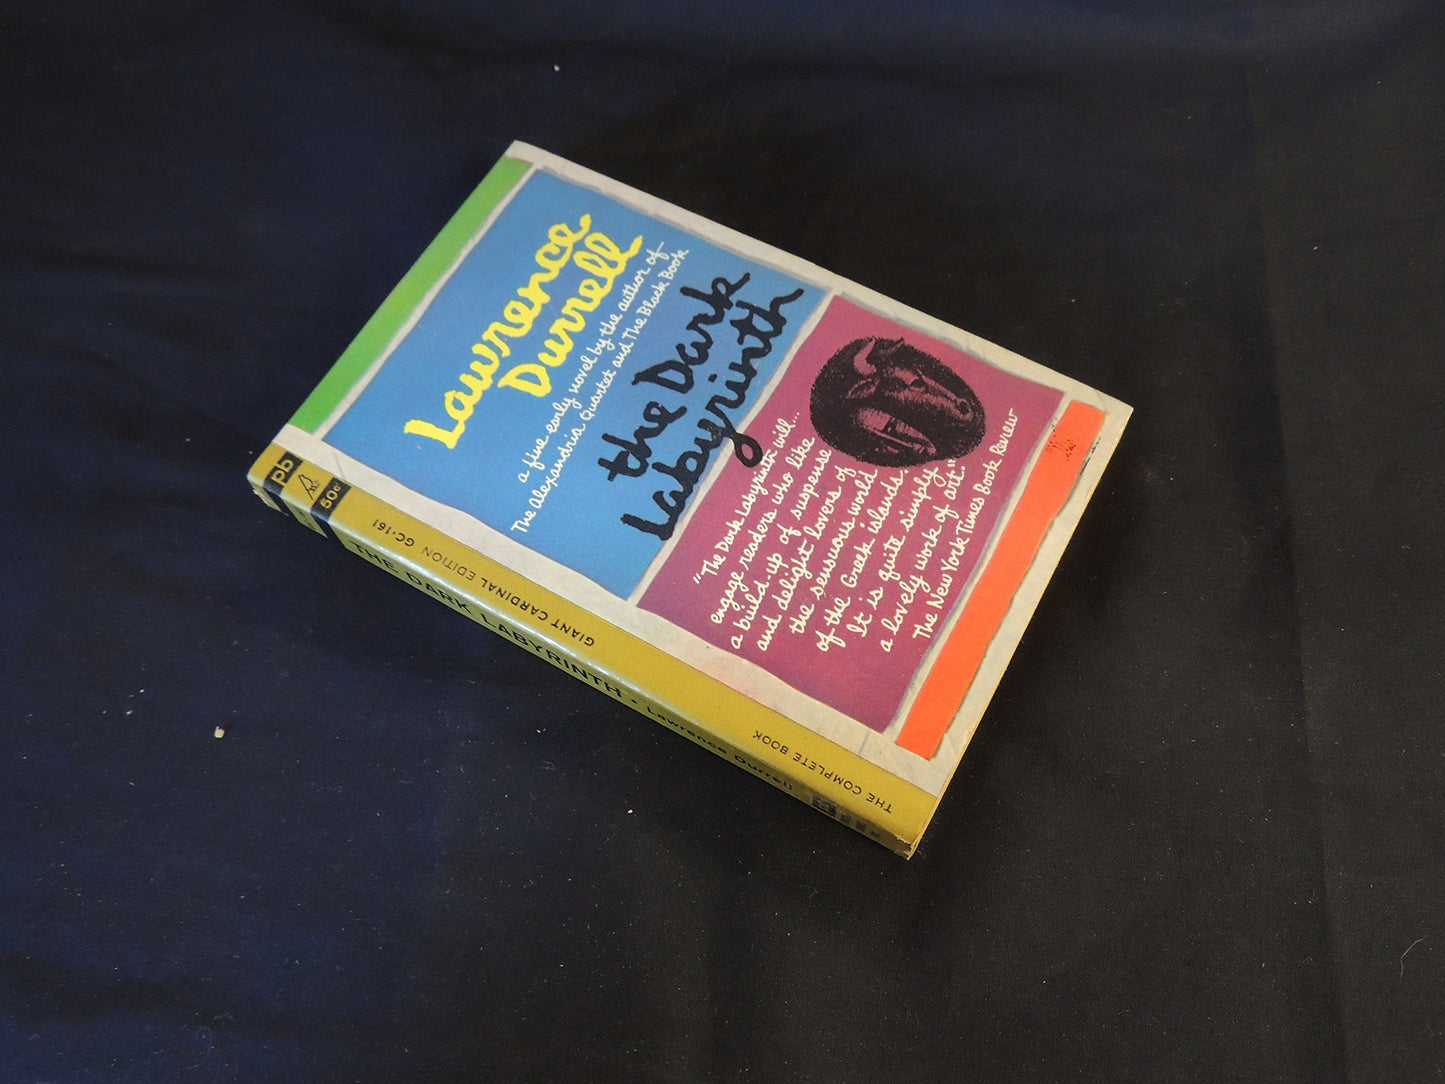 Lawrence
Durrell
a fine early novel by the author of
The Alexandria Quartet and The Black Book
the Dark
Labyrinth
"The Dark Labyrinth will...
engage readers who like
a build-up of suspense
and delight lovers of
the sensuous world
of the Greek islands.
It is quite simply
a lovely work of art."
The New York Times Book Review
pb
50¢
GIANT CARDINAL EDITION GC·161
THE COMPLETE BOOK
THE DARK LABYRINTH • Lawrence Durrell